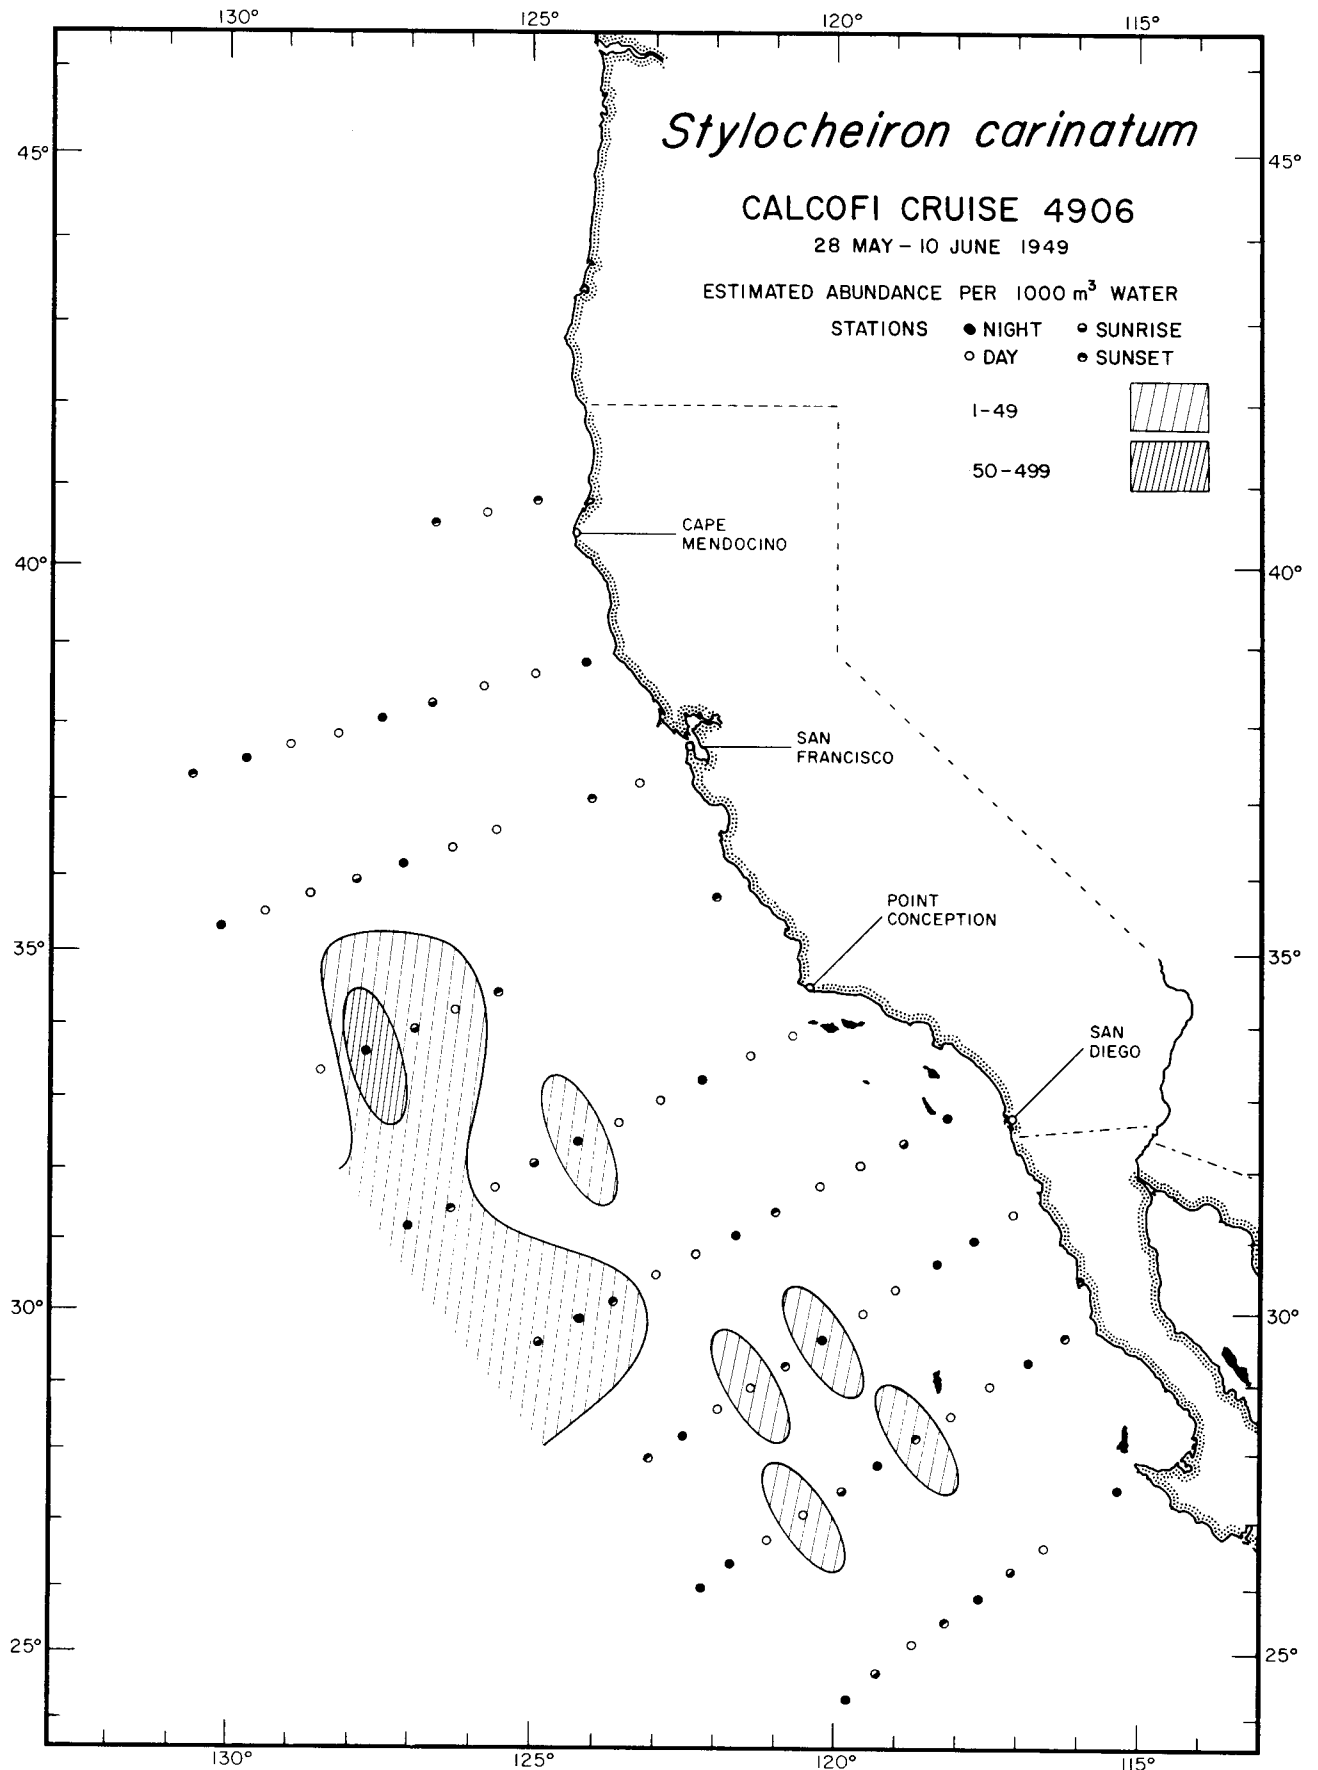 130° 125° 120° 115°
Stylocheiron carinatum
45° 45°
CALCOFI CRUISE 4906
28 MAY – 10 JUNE 1949
ESTIMATED ABUNDANCE PER 1000 m³ WATER
STATIONS NIGHT SUNRISE
DAY SUNSET
1-49
50-499
CAPE
MENDOCINO
40° 40°
SAN
FRANCISCO
POINT
CONCEPTION
35° 35°
SAN
DIEGO
30° 30°
25° 25°
130° 125° 120° 115°